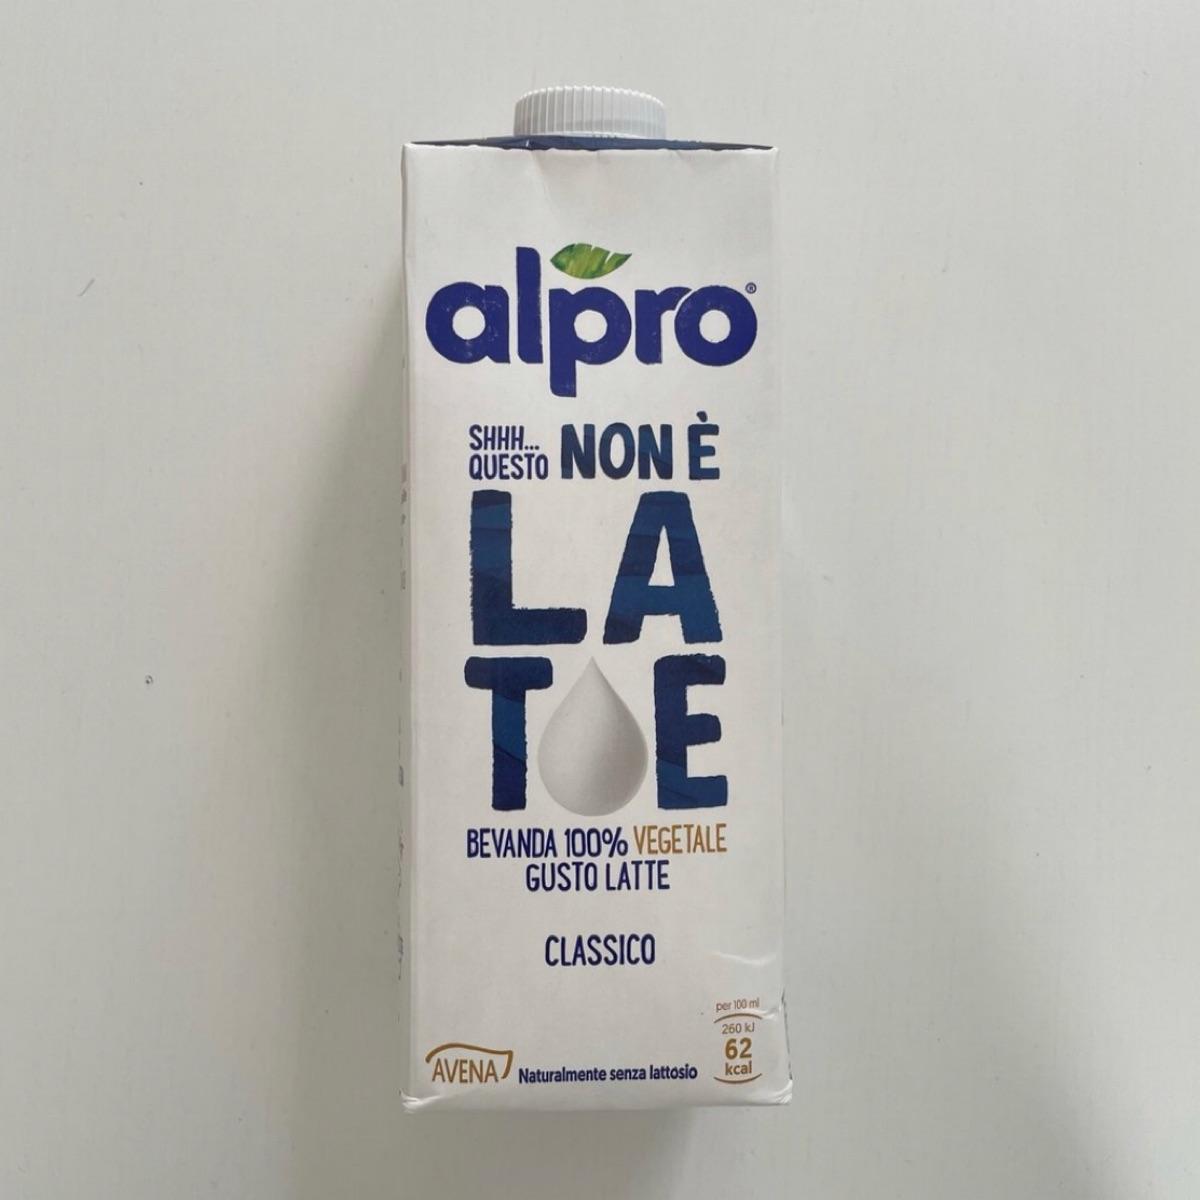 alpro®
SHHH...
QUESTO NON È
LA
TE
BEVANDA 100% VEGETALE
GUSTO LATTE
CLASSICO
per 100 ml
260 kJ
62
kcal
AVENA
Naturalmente senza lattosio